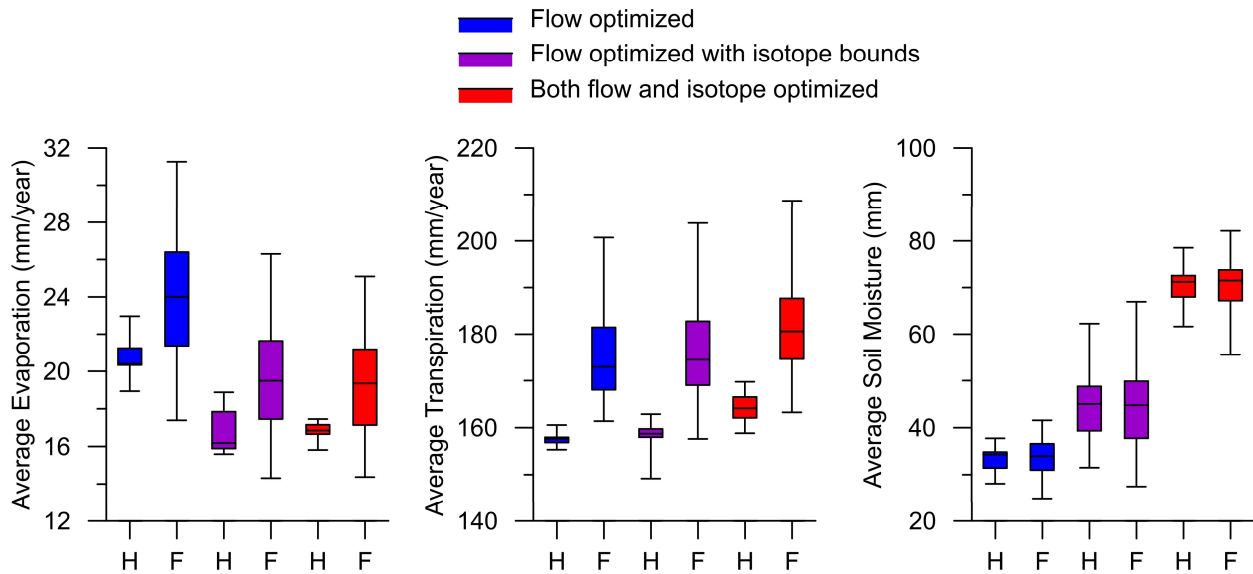 Flow optimized
Flow optimized with isotope bounds
Both flow and isotope optimized
Average Evaporation (mm/year)
32
28
24
20
16
12
H F H F H F
Average Transpiration (mm/year)
220
200
180
160
140
H F H F H F
Average Soil Moisture (mm)
100
80
60
40
20
H F H F H F